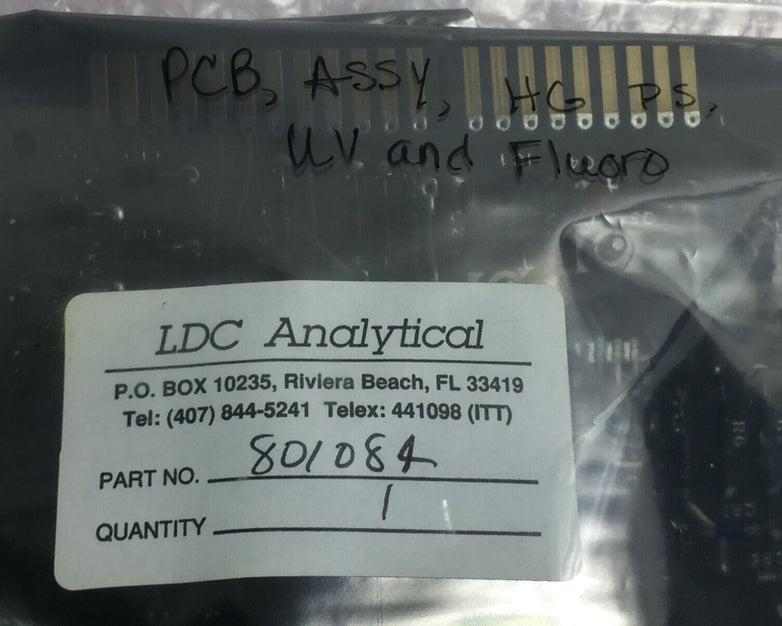 PCB, ASSY, HG PS,
UV and Fluoro
LDC Analytical
P.O. BOX 10235, Riviera Beach, FL 33419
Tel: (407) 844-5241 Telex: 441098 (ITT)
PART NO. 801084
QUANTITY 1